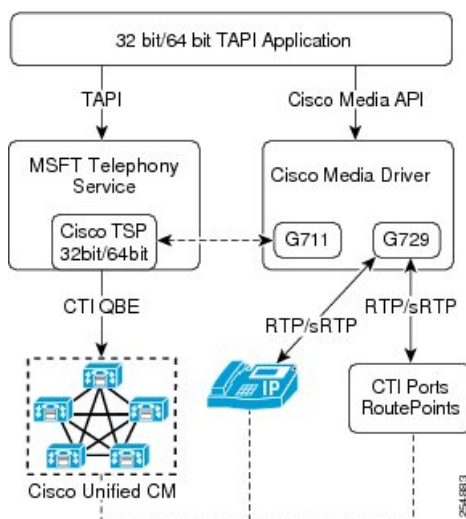 32 bit/64 bit TAPI Application
TAPI
Cisco Media API
MSFT Telephony
Service
Cisco TSP
32bit/64bit
Cisco Media Driver
G711
G729
CTI QBE
RTP/sRTP
RTP/sRTP
IP
CTI Ports
RoutePoints
Cisco Unified CM
254883